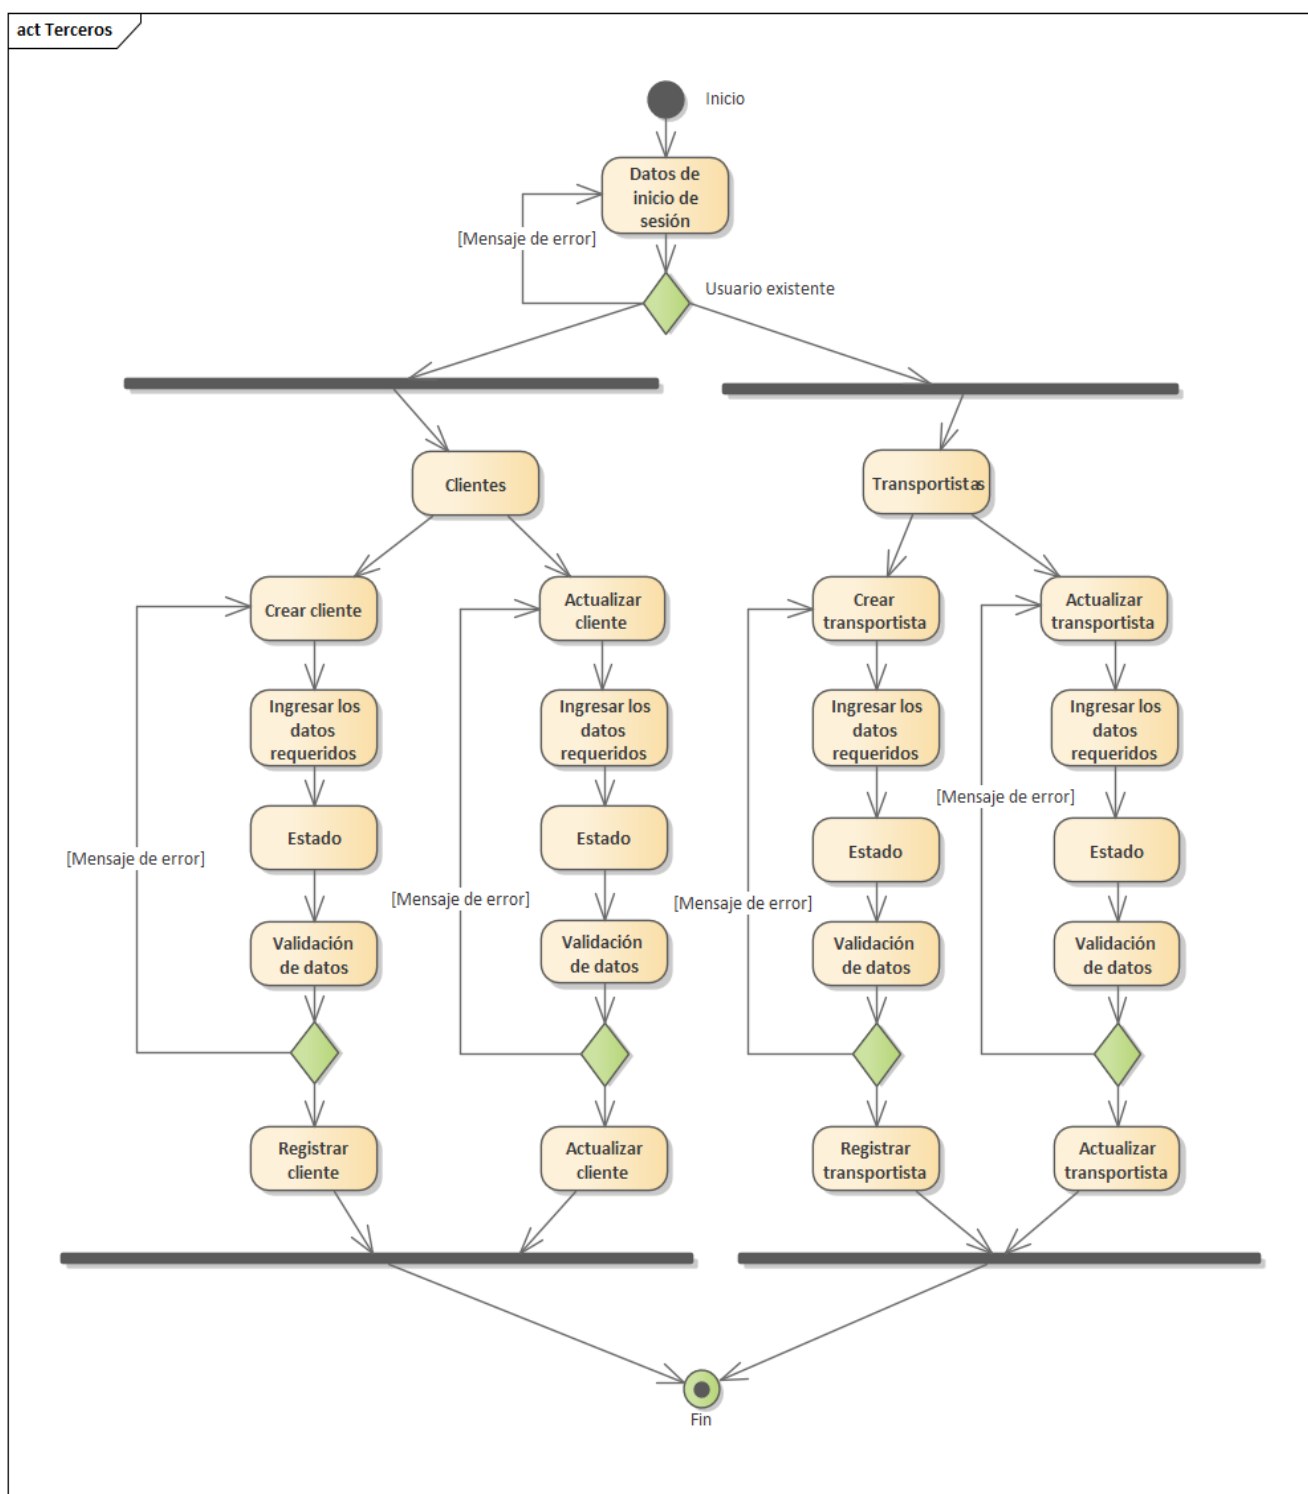 act Terceros
Inicio
Datos de
inicio de
sesión
[Mensaje de error]
Usuario existente
Clientes
Transportistas
Crear cliente
Actualizar
cliente
Crear
transportista
Actualizar
transportista
Ingresar los
datos
requeridos
Ingresar los
datos
requeridos
Ingresar los
datos
requeridos
Ingresar los
datos
requeridos
[Mensaje de error]
Estado
Estado
Estado
Estado
[Mensaje de error]
[Mensaje de error]
[Mensaje de error]
Validación
de datos
Validación
de datos
Validación
de datos
Validación
de datos
Registrar
cliente
Actualizar
cliente
Registrar
transportista
Actualizar
transportista
Fin